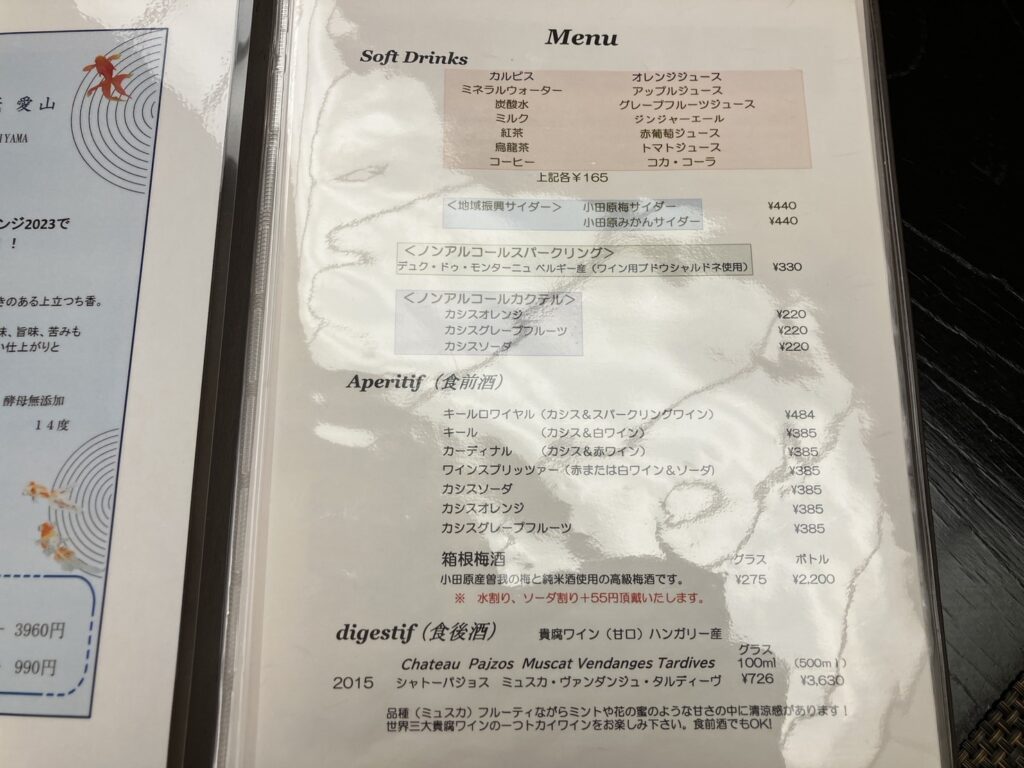 愛山
IYAMA
ンジ2023で
！
きのある上立つち香。
味、旨味、苦みも
い仕上がりと
酵母無添加
１４度
3960円
990円
Menu
Soft Drinks
カルピス　オレンジジュース
ミネラルウォーター　アップルジュース
炭酸水　グレープフルーツジュース
ミルク　ジンジャーエール
紅茶　赤葡萄ジュース
烏龍茶　トマトジュース
コーヒー　コカ・コーラ
上記各￥165
＜地域振興サイダー＞　小田原梅サイダー　¥440
小田原みかんサイダー　¥440
＜ノンアルコールスパークリング＞
デュク・ドゥ・モンターニュ ベルギー産（ワイン用ブドウシャルドネ使用）　¥330
＜ノンアルコールカクテル＞
カシスオレンジ　¥220
カシスグレープフルーツ　¥220
カシスソーダ　¥220
Aperitif（食前酒）
キールロワイヤル（カシス＆スパークリングワイン）　¥484
キール　（カシス＆白ワイン）　¥385
カーディナル　（カシス＆赤ワイン）　¥385
ワインスプリッツァー（赤または白ワイン＆ソーダ）　¥385
カシスソーダ　¥385
カシスオレンジ　¥385
カシスグレープフルーツ　¥385
箱根梅酒　グラス　ボトル
小田原産曽我の梅と純米酒使用の高級梅酒です。　¥275　¥2,200
※　水割り、ソーダ割り＋55円頂戴いたします。
digestif（食後酒）　貴腐ワイン（甘口）ハンガリー産
グラス
Chateau Pajzos Muscat Vendanges Tardives　100ml　（500ml）
2015　シャトーパジョス　ミュスカ・ヴァンダンジュ・タルディーヴ　¥726　¥3,630
品種（ミュスカ）フルーティながらミントや花の蜜のような甘さの中に清涼感があります！
世界三大貴腐ワインの一つトカイワインをお楽しみ下さい。食前酒でもOK!